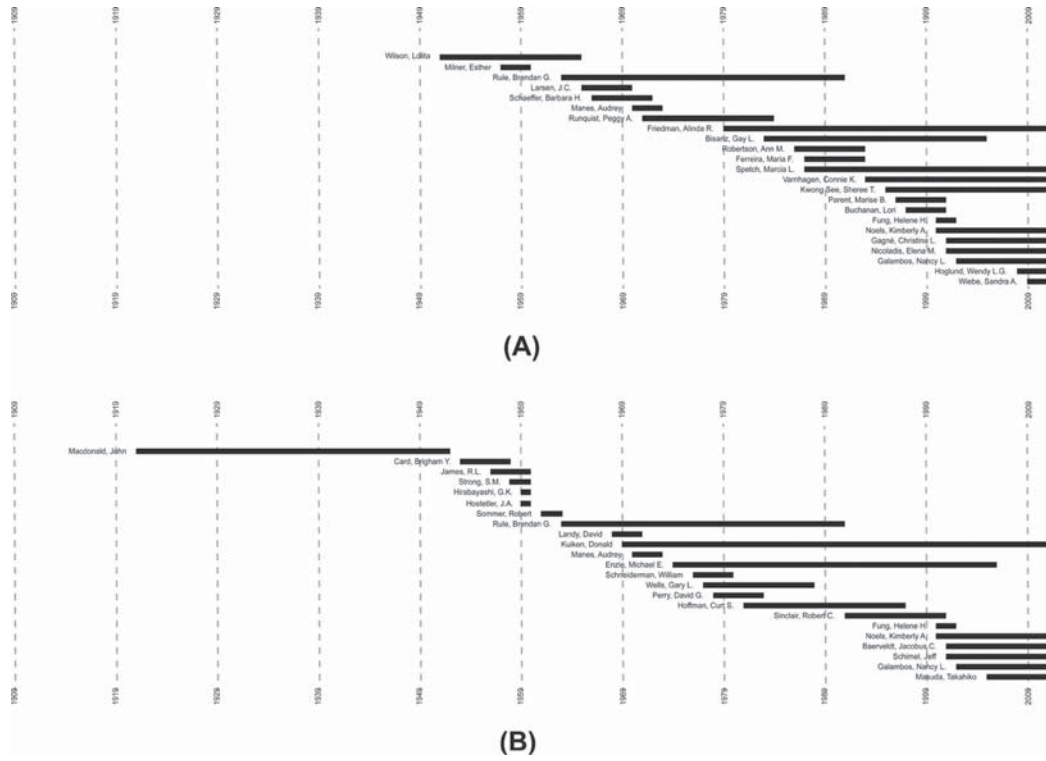 1909 1919 1929 1939 1949 1959 1969 1979 1989 1999 2009
Wilson, Lolita
Milner, Esther
Rule, Brendan G.
Larsen, J.C.
Schaeffer, Barbara H.
Manes, Audrey
Runquist, Peggy A.
Friedman, Alinda R.
Bisanz, Gay L.
Robertson, Ann M.
Ferreira, Maria F.
Spetch, Marcia L.
Varnhagen, Connie K.
Kwong See, Sheree T.
Parent, Marise B.
Buchanan, Lori
Fung, Helene H.
Noels, Kimberly A.
Gagné, Christina L.
Nicoladis, Elena M.
Galambos, Nancy L.
Hoglund, Wendy L.G.
Wiebe, Sandra A.
1909 1919 1929 1939 1949 1959 1969 1979 1989 1999 2009
(A)
1909 1919 1929 1939 1949 1959 1969 1979 1989 1999 2009
Macdonald, John
Card, Brigham Y.
James, R.L.
Strong, S.M.
Hirabayashi, G.K.
Hostetler, J.A.
Sommer, Robert
Rule, Brendan G.
Landy, David
Kuiken, Donald
Manes, Audrey
Enzle, Michael E.
Schneiderman, William
Wells, Gary L.
Perry, David G.
Hoffman, Curt S.
Sinclair, Robert C.
Fung, Helene H.
Noels, Kimberly A.
Baerveldt, Jacobus C.
Schimel, Jeff
Galambos, Nancy L.
Masuda, Takahiko
1909 1919 1929 1939 1949 1959 1969 1979 1989 1999 2009
(B)